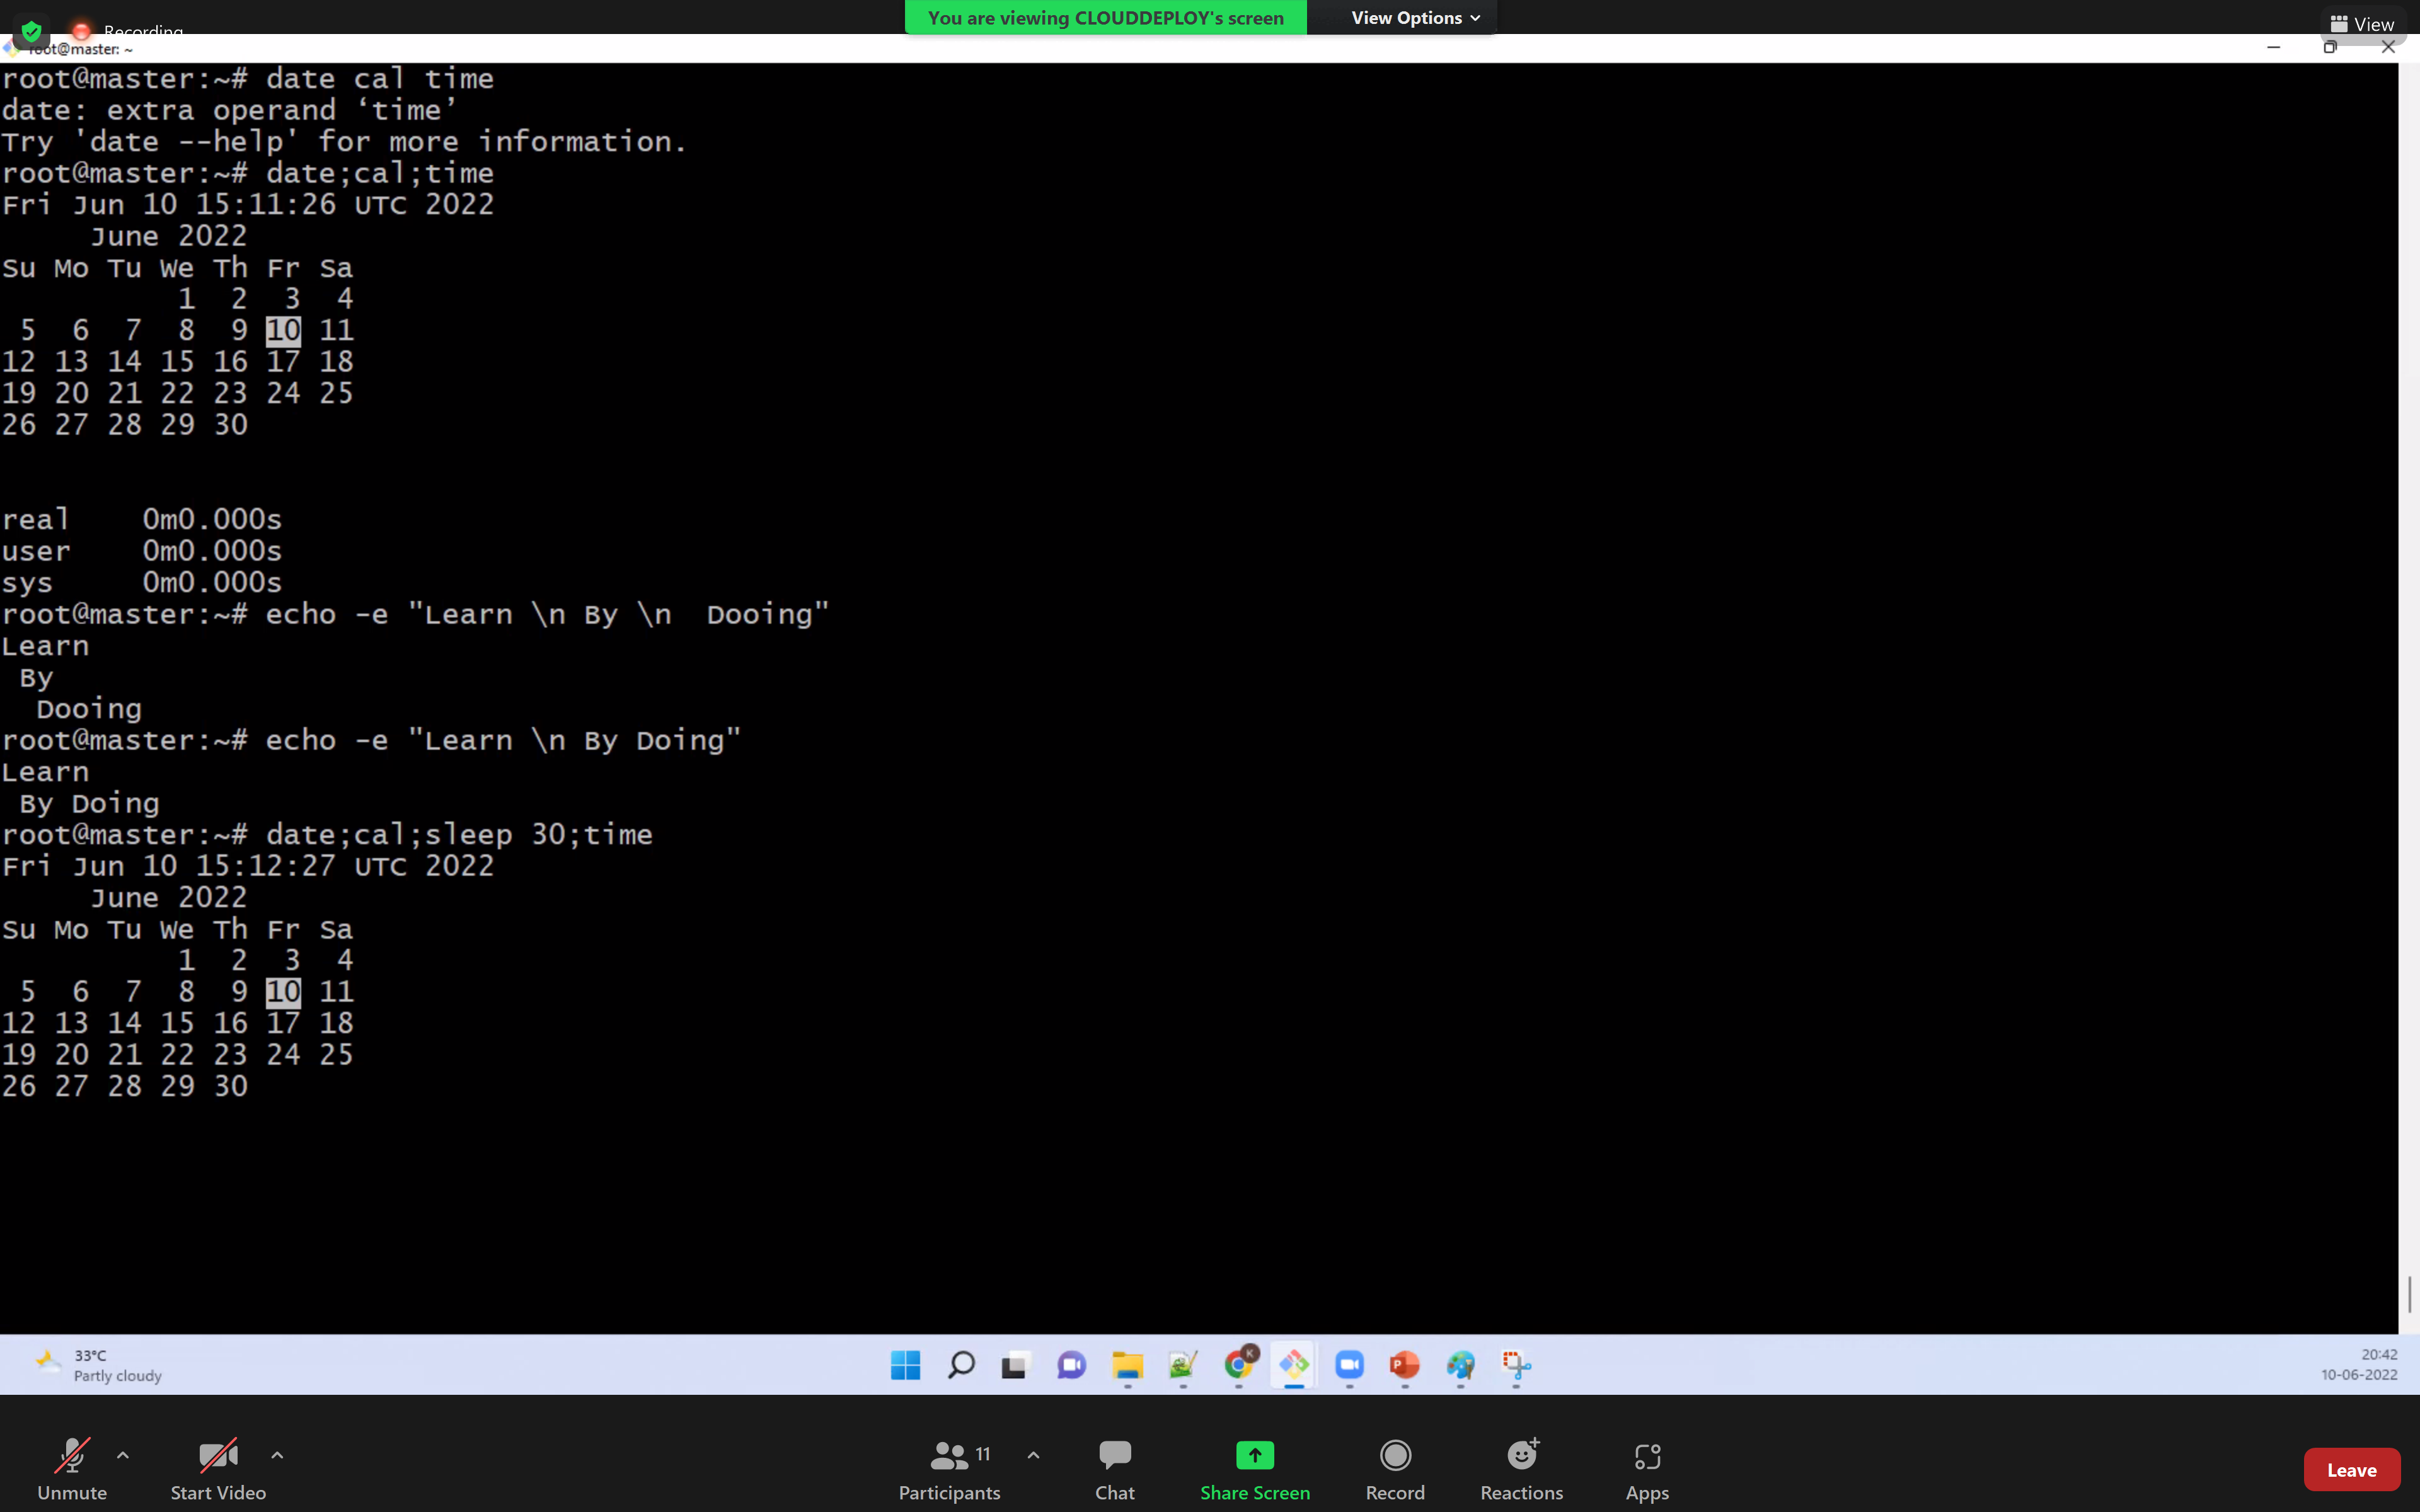 You are viewing CLOUDDEPLOY's screen View Options
Recording
View
root@master: ~
root@master:~# date cal time
date: extra operand ‘time’
Try 'date --help' for more information.
root@master:~# date;cal;time
Fri Jun 10 15:11:26 UTC 2022
     June 2022
Su Mo Tu We Th Fr Sa
          1  2  3  4
 5  6  7  8  9 10 11
12 13 14 15 16 17 18
19 20 21 22 23 24 25
26 27 28 29 30
real    0m0.000s
user    0m0.000s
sys     0m0.000s
root@master:~# echo -e "Learn \n By \n  Dooing"
Learn
 By
  Dooing
root@master:~# echo -e "Learn \n By Doing"
Learn
 By Doing
root@master:~# date;cal;sleep 30;time
Fri Jun 10 15:12:27 UTC 2022
     June 2022
Su Mo Tu We Th Fr Sa
          1  2  3  4
 5  6  7  8  9 10 11
12 13 14 15 16 17 18
19 20 21 22 23 24 25
26 27 28 29 30
33°C
Partly cloudy
K
P
20:42
10-06-2022
11
Unmute Start Video Participants Chat Share Screen Record Reactions Apps Leave